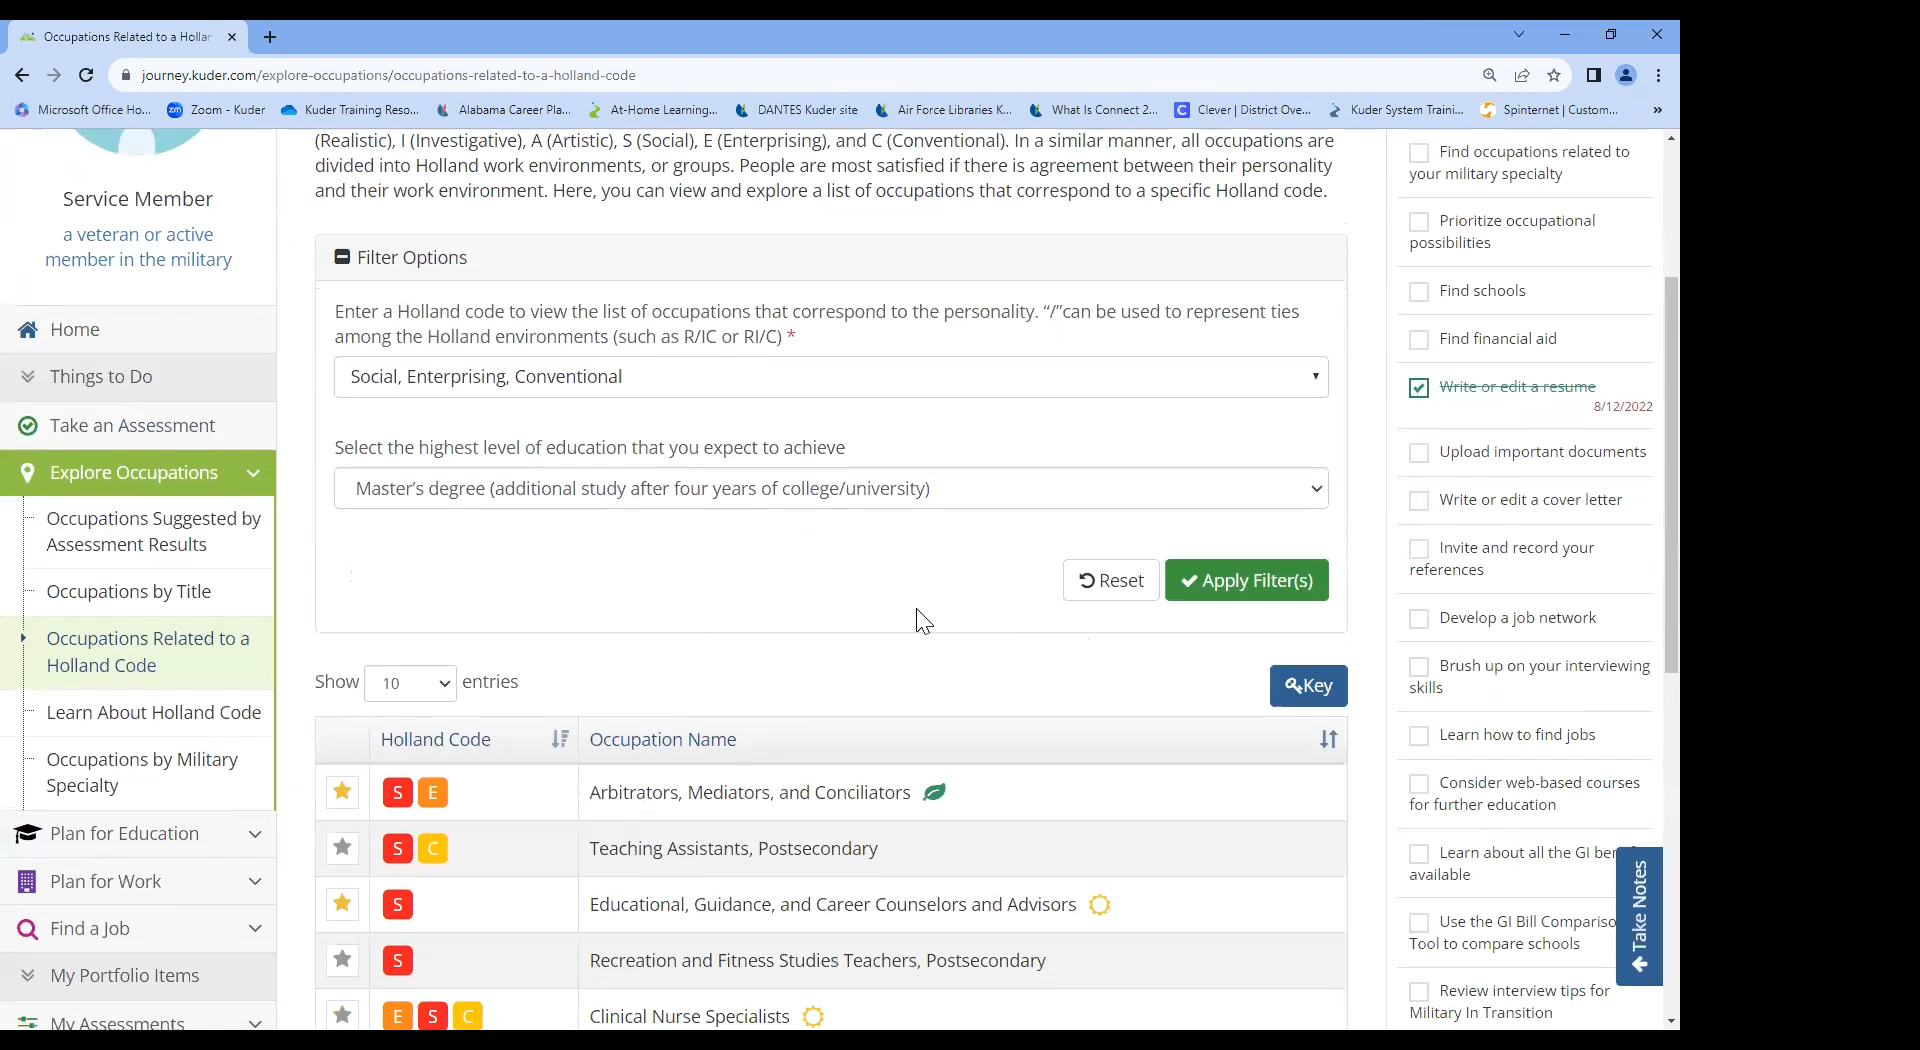 Occupations Related to a Hollar
journey.kuder.com/explore-occupations/occupations-related-to-a-holland-code
Microsoft Office Ho...
Zoom - Kuder
Kuder Training Reso...
Alabama Career Pla...
At-Home Learning...
DANTES Kuder site
Air Force Libraries K...
What Is Connect 2...
Clever | District Ove...
Kuder System Traini...
Spinternet | Custom...
»
Service Member
a veteran or active
member in the military
Home
Things to Do
Take an Assessment
Explore Occupations
Occupations Suggested by
Assessment Results
Occupations by Title
Occupations Related to a
Holland Code
Learn About Holland Code
Occupations by Military
Specialty
Plan for Education
Plan for Work
Find a Job
My Portfolio Items
My Assessments
(Realistic), I (Investigative), A (Artistic), S (Social), E (Enterprising), and C (Conventional). In a similar manner, all occupations are
divided into Holland work environments, or groups. People are most satisfied if there is agreement between their personality
and their work environment. Here, you can view and explore a list of occupations that correspond to a specific Holland code.
Filter Options
Enter a Holland code to view the list of occupations that correspond to the personality. “/”can be used to represent ties
among the Holland environments (such as R/IC or RI/C) *
Social, Enterprising, Conventional
Select the highest level of education that you expect to achieve
Master’s degree (additional study after four years of college/university)
Reset
Apply Filter(s)
Show 10 entries
Key
Holland Code Occupation Name
S E Arbitrators, Mediators, and Conciliators
S C Teaching Assistants, Postsecondary
S Educational, Guidance, and Career Counselors and Advisors
S Recreation and Fitness Studies Teachers, Postsecondary
E S C Clinical Nurse Specialists
Find occupations related to
your military specialty
Prioritize occupational
possibilities
Find schools
Find financial aid
Write or edit a resume
8/12/2022
Upload important documents
Write or edit a cover letter
Invite and record your
references
Develop a job network
Brush up on your interviewing
skills
Learn how to find jobs
Consider web-based courses
for further education
Learn about all the GI
available
Use the GI Bill Compariso
Tool to compare schools
Review interview tips for
Military In Transition
Take Notes